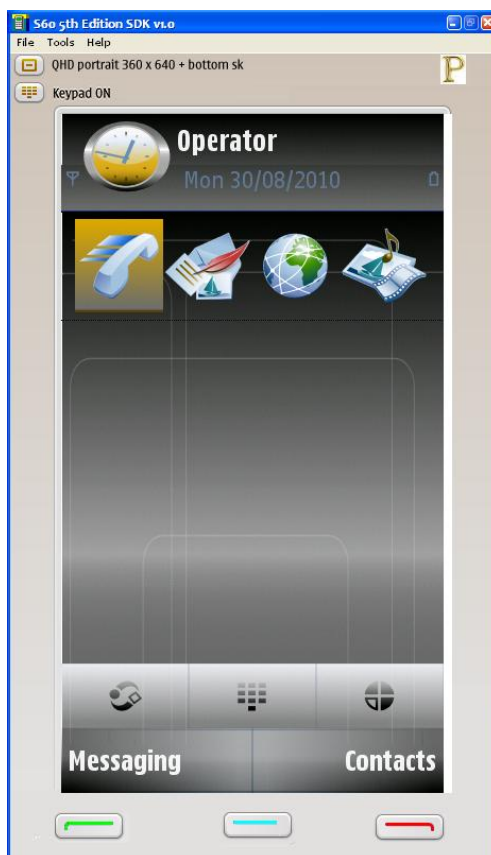 S60 5th Edition SDK v1.0
File Tools Help
QHD portrait 360 x 640 + bottom sk
P
Keypad ON
Operator
Mon 30/08/2010
Messaging
Contacts